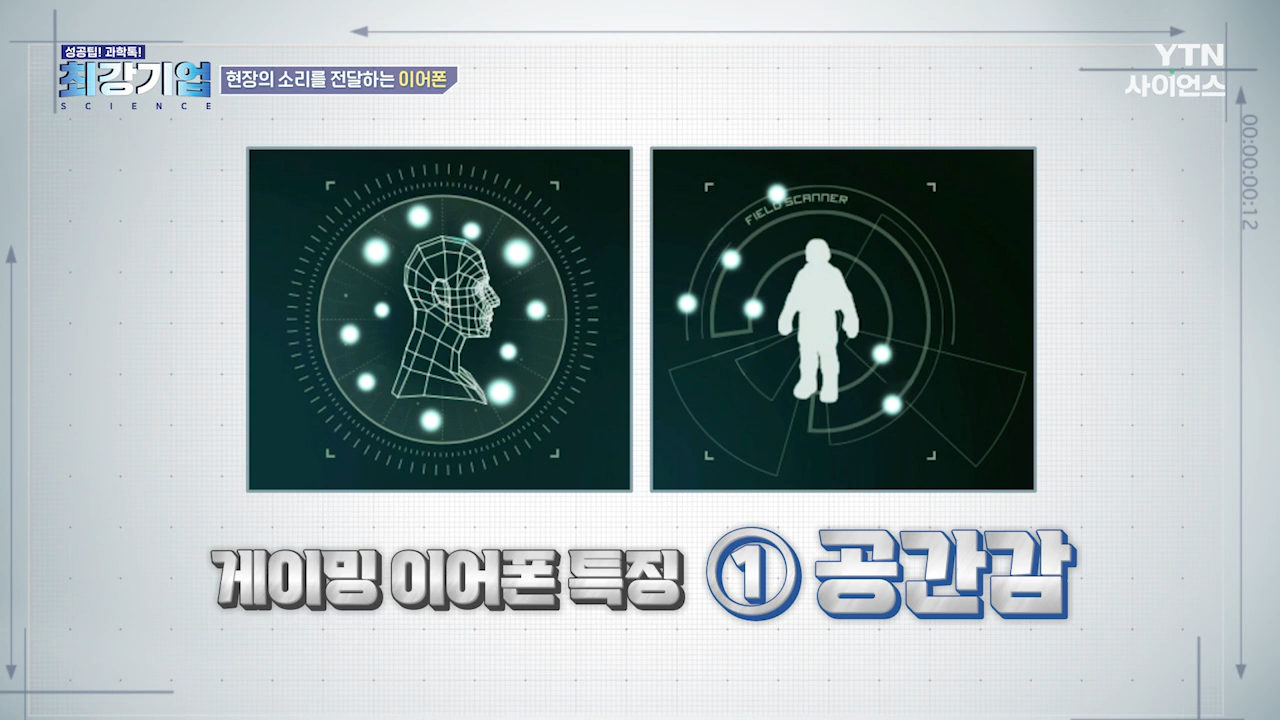 성공팁! 과학톡!
최강기업
SCIENCE
현장의 소리를 전달하는 이어폰
YTN
사이언스
00:00:00:12
FIELD SCANNER
게이밍 이어폰 특징 ① 공간감